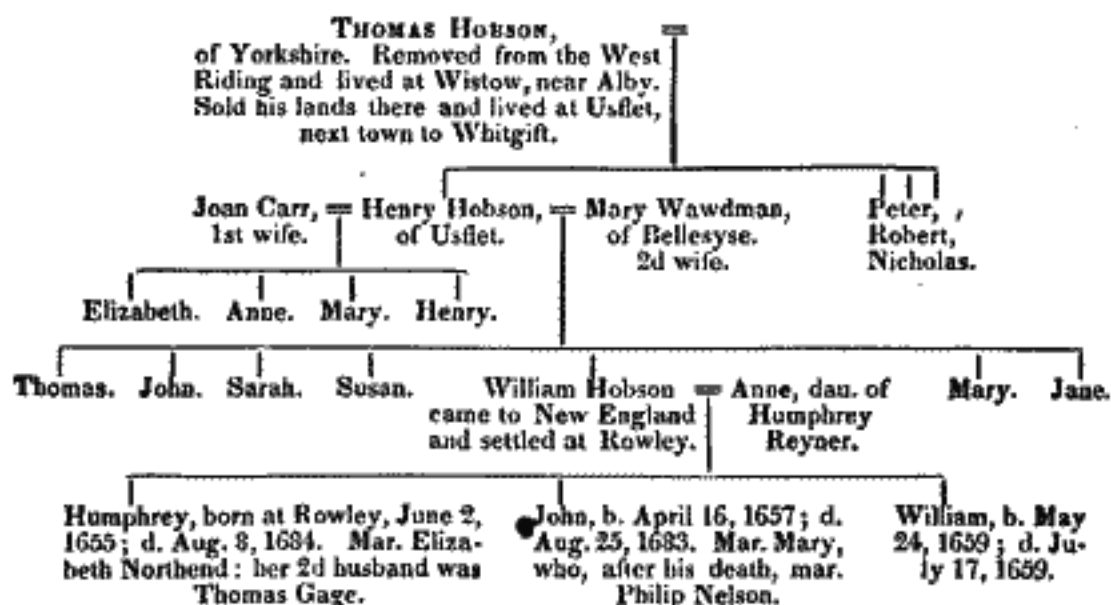 THOMAS HOBSON, =
of Yorkshire. Removed from the West
Riding and lived at Wistow, near Alby.
Sold his lands there and lived at Usflet,
next town to Whitgift.
Joan Carr, = Henry Hobson, = Mary Wawdman,
1st wife.
of Usflet.
of Bellesyse.
2d wife.
Peter, ,
Robert,
Nicholas.
Elizabeth. Anne. Mary. Henry.
Thomas. John. Sarah. Susan.
William Hobson = Anne, dau. of
came to New England
and settled at Rowley.
Humphrey
Reyner.
Mary. Jane.
Humphrey, born at Rowley, June 2,
1655; d. Aug. 8, 1684. Mar. Eliza-
beth Northend: her 2d husband was
Thomas Gage.
John, b. April 16, 1657; d.
Aug. 25, 1683. Mar. Mary,
who, after his death, mar.
Philip Nelson.
William, b. May
24, 1659; d. Ju-
ly 17, 1659.